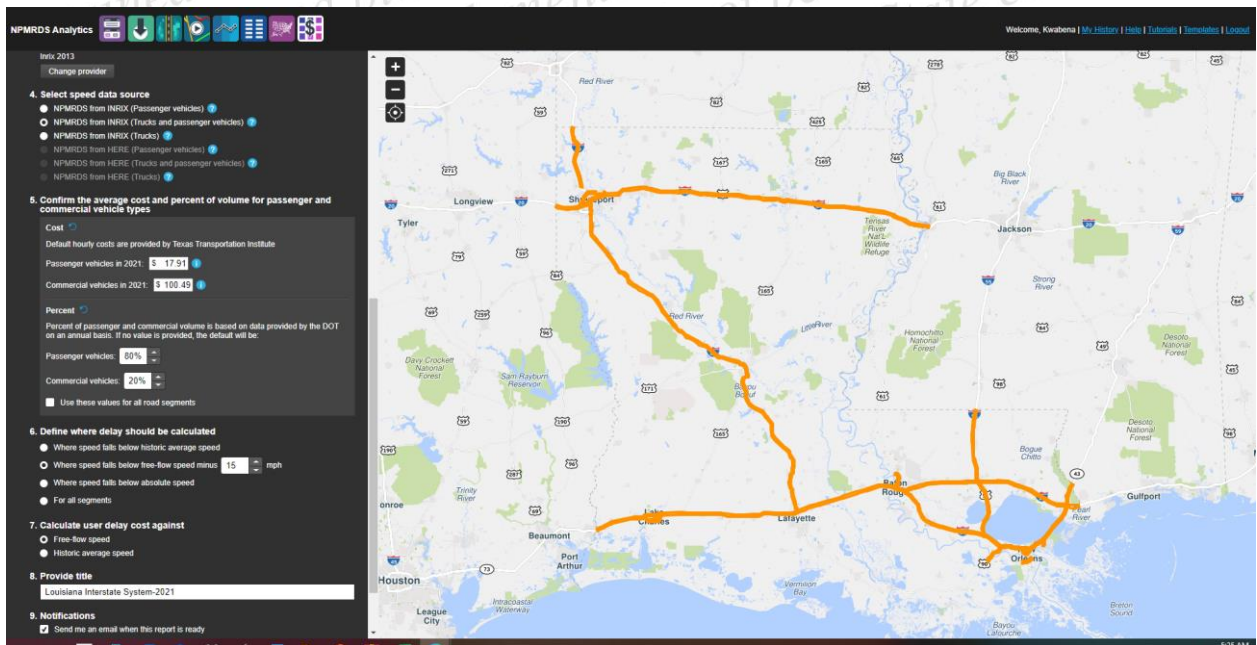 NPMRDS Analytics
Welcome, Kwabena | My History | Help | Tutorials | Templates | Logout
Inrix 2013
Change provider
4. Select speed data source
NPMRDS from INRIX (Passenger vehicles)
NPMRDS from INRIX (Trucks and passenger vehicles)
NPMRDS from INRIX (Trucks)
NPMRDS from HERE (Passenger vehicles)
NPMRDS from HERE (Trucks and passenger vehicles)
NPMRDS from HERE (Trucks)
5. Confirm the average cost and percent of volume for passenger and
commercial vehicle types
Cost
Default hourly costs are provided by Texas Transportation Institute
Passenger vehicles in 2021: $ 17.91
Commercial vehicles in 2021: $ 100.49
Percent
Percent of passenger and commercial volume is based on data provided by the DOT
on an annual basis. If no value is provided, the default will be:
Passenger vehicles: 80%
Commercial vehicles: 20%
Use these values for all road segments
6. Define where delay should be calculated
Where speed falls below historic average speed
Where speed falls below free-flow speed minus 15 mph
Where speed falls below absolute speed
For all segments
7. Calculate user delay cost against
Free-flow speed
Historic average speed
8. Provide title
Louisiana Interstate System-2021
9. Notifications
Send me an email when this report is ready
Red River
Big Black
River
Longview
Tyler
Tensas
River
Nat'l
Wildlife
Refuge
Jackson
Strong
River
Red River
Little River
Homochitto
National
Forest
Desoto
National
Forest
Davy Crockett
National
Forest
Sam Rayburn
Reservoir
Bayou
Boeuf
Desoto
National
Forest
Bogue
Chitto
Trinity
River
onroe
Baton
Gulfport
Pearl
River
Lake
Charles
Lafayette
Beaumont
Port
Arthur
Orleans
Houston
Vermilion
Bay
Intracoastal
Waterway
League
City
Breton
Sound
Bayou
Lafourche
5:25 AM